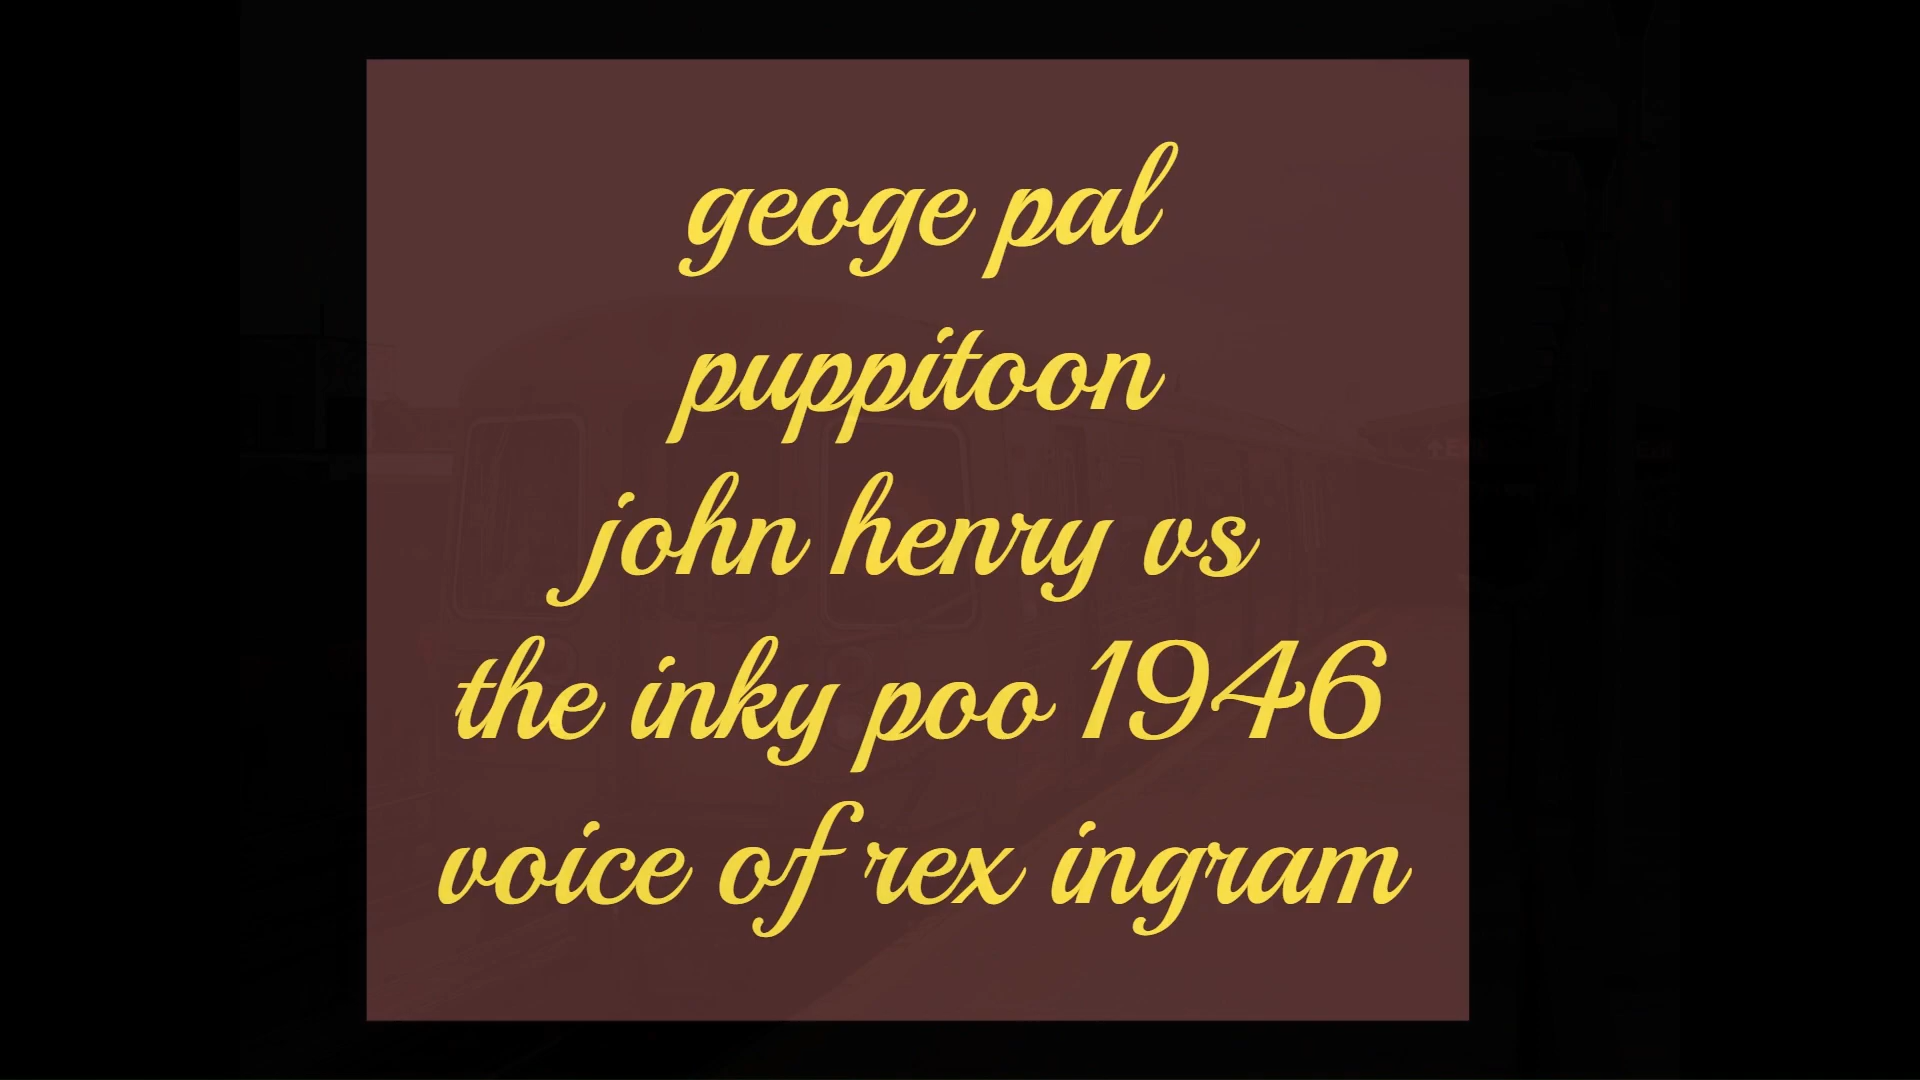 geoge pal
puppitoon
john henry vs
the inky poo 1946
voice of rex ingram